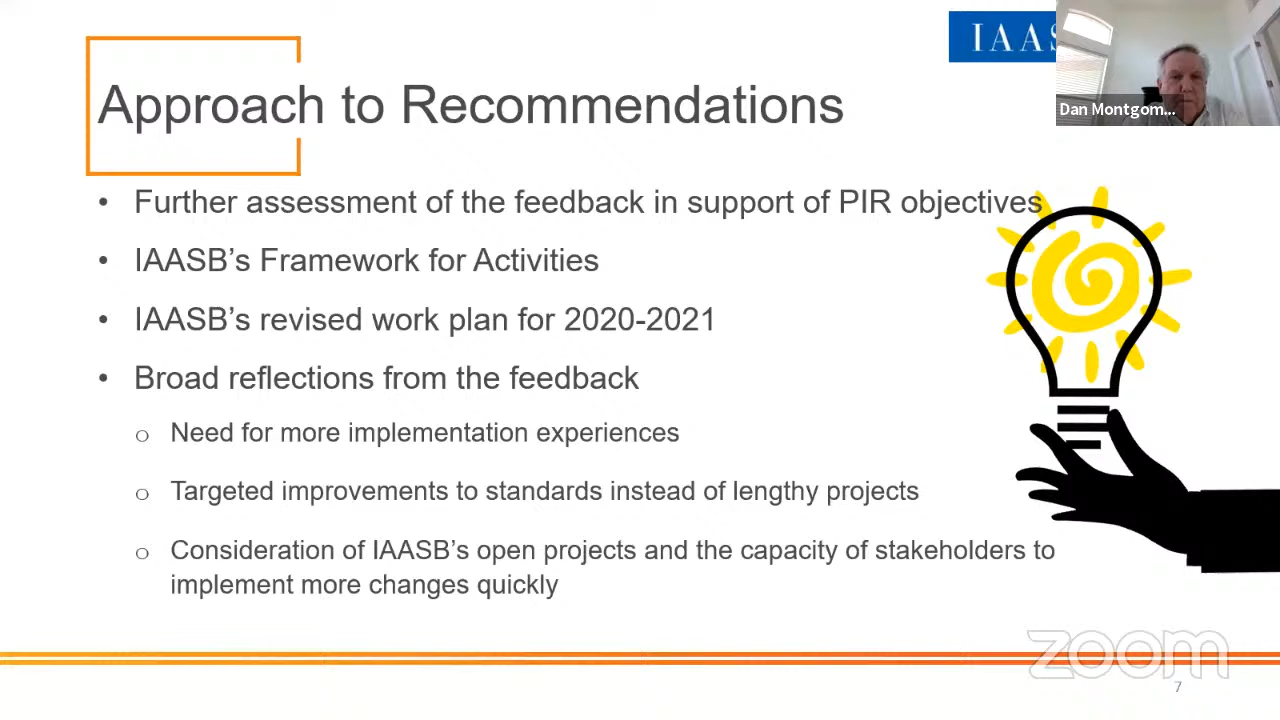 IAAS
Dan Montgom...
Approach to Recommendations
• Further assessment of the feedback in support of PIR objectives
• IAASB’s Framework for Activities
• IAASB’s revised work plan for 2020-2021
• Broad reflections from the feedback
o Need for more implementation experiences
o Targeted improvements to standards instead of lengthy projects
o Consideration of IAASB’s open projects and the capacity of stakeholders to
implement more changes quickly
zoom
7